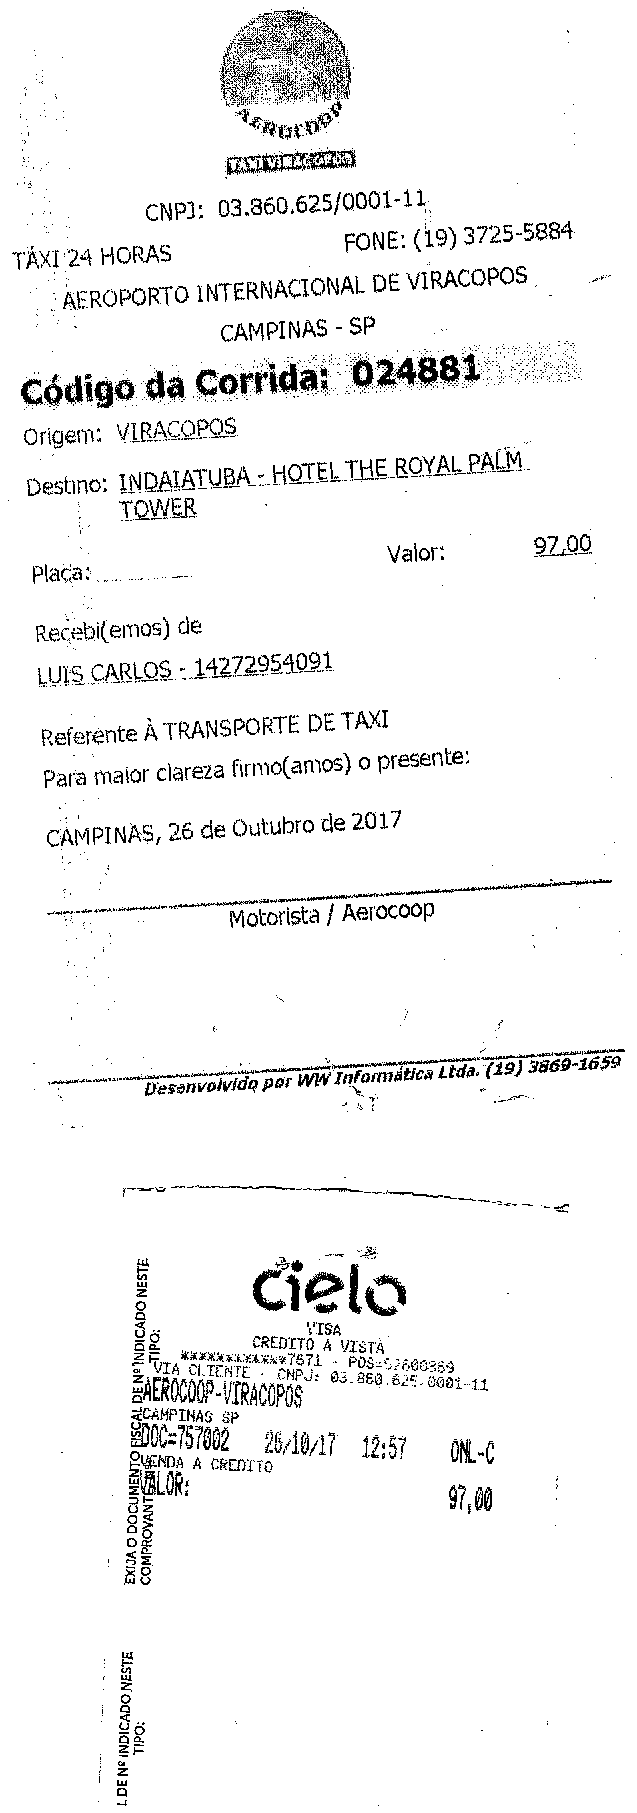 AEROCOOP
TAXI VIRACOPOS
CNPJ: 03.860.625/0001-11
TÁXI 24 HORAS FONE: (19) 3725-5884
AEROPORTO INTERNACIONAL DE VIRACOPOS
CAMPINAS - SP
Código da Corrida: 024881
Origem: VIRACOPOS
Destino: INDAIATUBA - HOTEL THE ROYAL PALM
TOWER
Placa: Valor: 97,00
Recebi(emos) de
LUIS CARLOS - 14272954091
Referente À TRANSPORTE DE TAXI
Para maior clareza firmo(amos) o presente:
CAMPINAS, 26 de Outubro de 2017
Motorista / Aerocoop
Desenvolvido por WW Informática Ltda. (19) 3869-1659
cielo
VISA
CREDITO A VISTA
************7671 - POS=
VIA CLIENTE - CNPJ: 03.860.625/0001-11
AEROCOOP-VIRACOPOS
CAMPINAS SP
DOC=757002 26/10/17 12:57 ONL-C
VENDA A CREDITO
VALOR: 97,00
EXIJA O DOCUMENTO FISCAL DE Nº INDICADO NESTE
COMPROVANT TIPO:
L DE Nº INDICADO NESTE
TIPO: